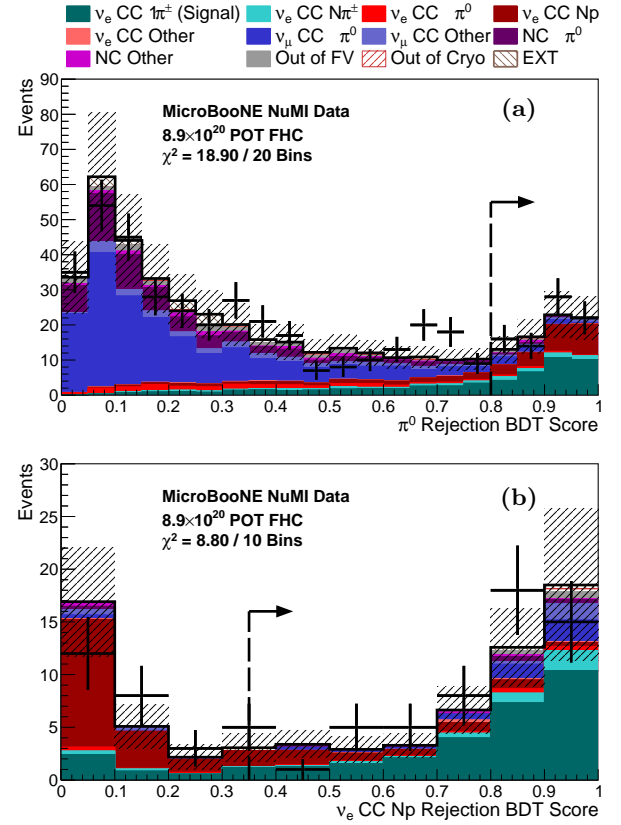 νe CC 1π± (Signal) νe CC Nπ± νe CC π0 νe CC Np
νe CC Other νμ CC π0 νμ CC Other NC π0
NC Other Out of FV Out of Cryo EXT
90
80
70
60
50
40
30
20
10
0
Events
MicroBooNE NuMI Data
8.9×10²⁰ POT FHC
χ² = 18.90 / 20 Bins
(a)
0 0.1 0.2 0.3 0.4 0.5 0.6 0.7 0.8 0.9 1
π⁰ Rejection BDT Score
30
25
20
15
10
5
0
Events
MicroBooNE NuMI Data
8.9×10²⁰ POT FHC
χ² = 8.80 / 10 Bins
(b)
0 0.1 0.2 0.3 0.4 0.5 0.6 0.7 0.8 0.9 1
νe CC Np Rejection BDT Score